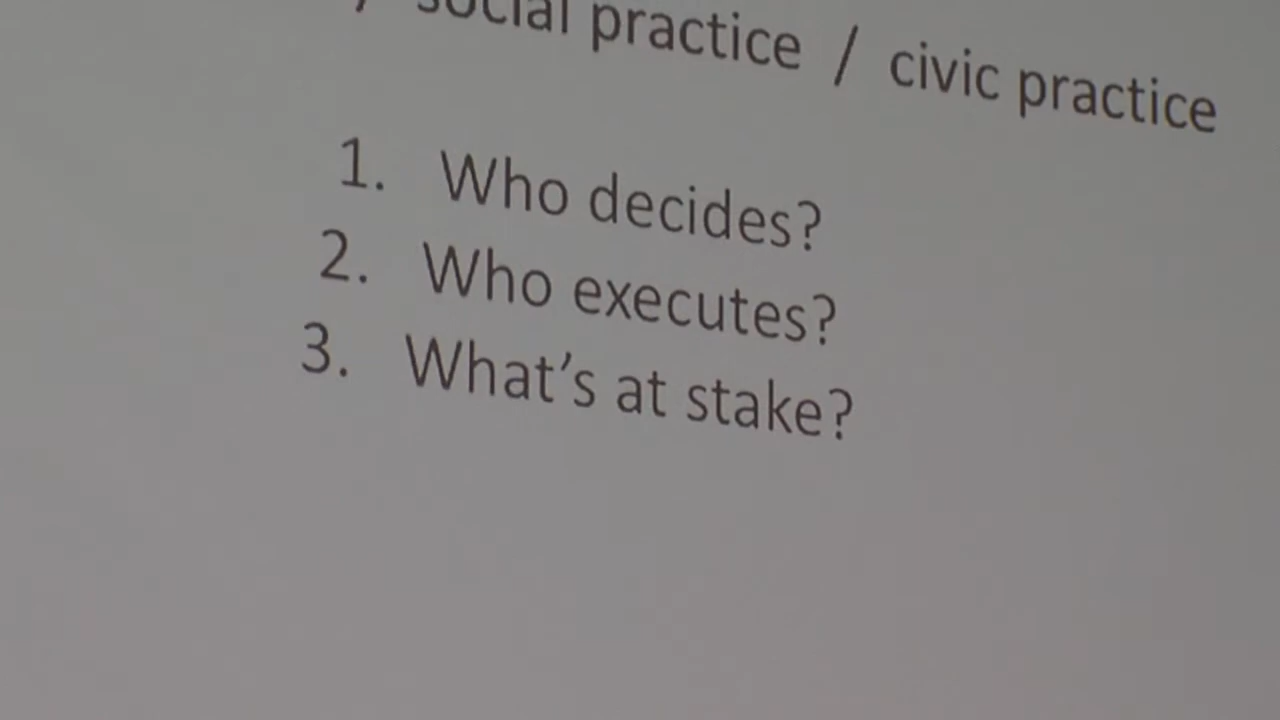 / social practice / civic practice
1. Who decides?
2. Who executes?
3. What's at stake?